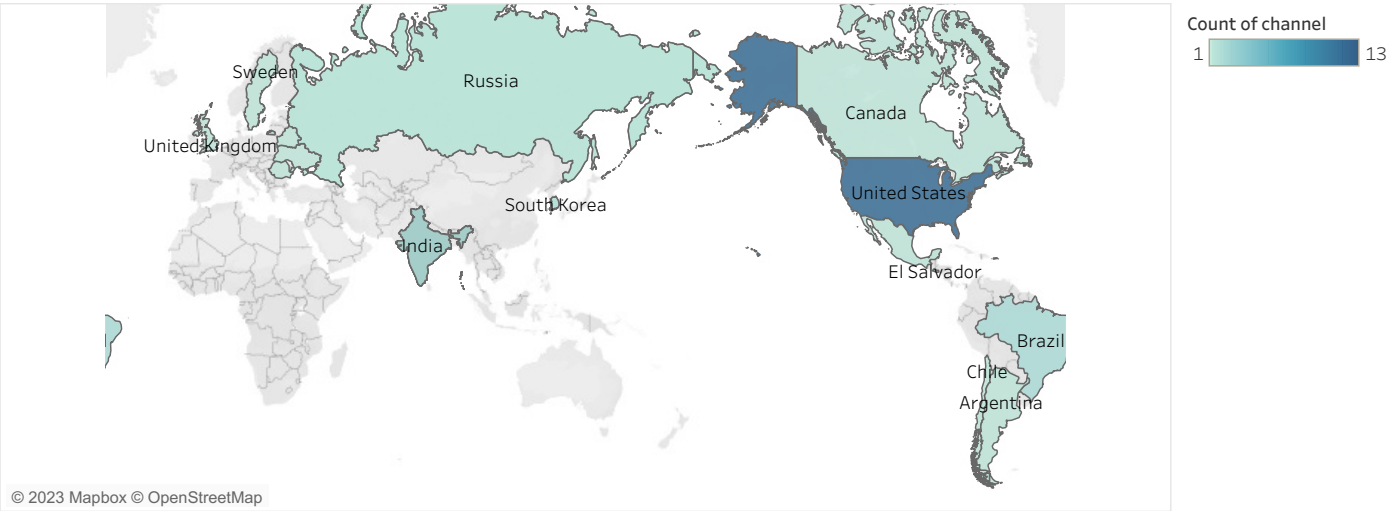 Count of channel
1 13
Sweden
Russia
United Kingdom
Canada
United States
South Korea
India
El Salvador
Brazil
Chile
Argentina
© 2023 Mapbox © OpenStreetMap